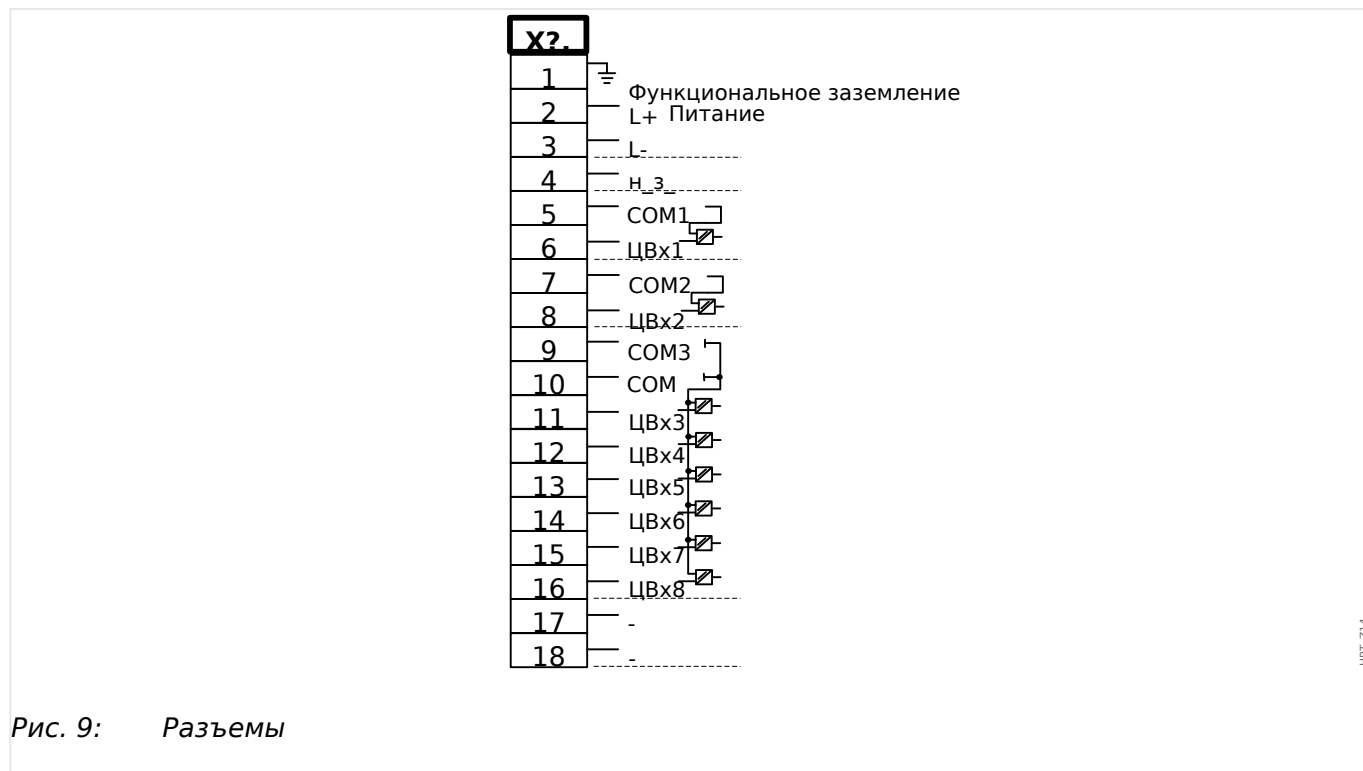 X?.
1
Функциональное заземление
2 L+ Питание
3 L-
4 н_з_
5 COM1
6 ЦВх1
7 COM2
8 ЦВх2
9 COM3
10 COM
11 ЦВх3
12 ЦВх4
13 ЦВх5
14 ЦВх6
15 ЦВх7
16 ЦВх8
17 -
18 -
Рис. 9: Разъемы